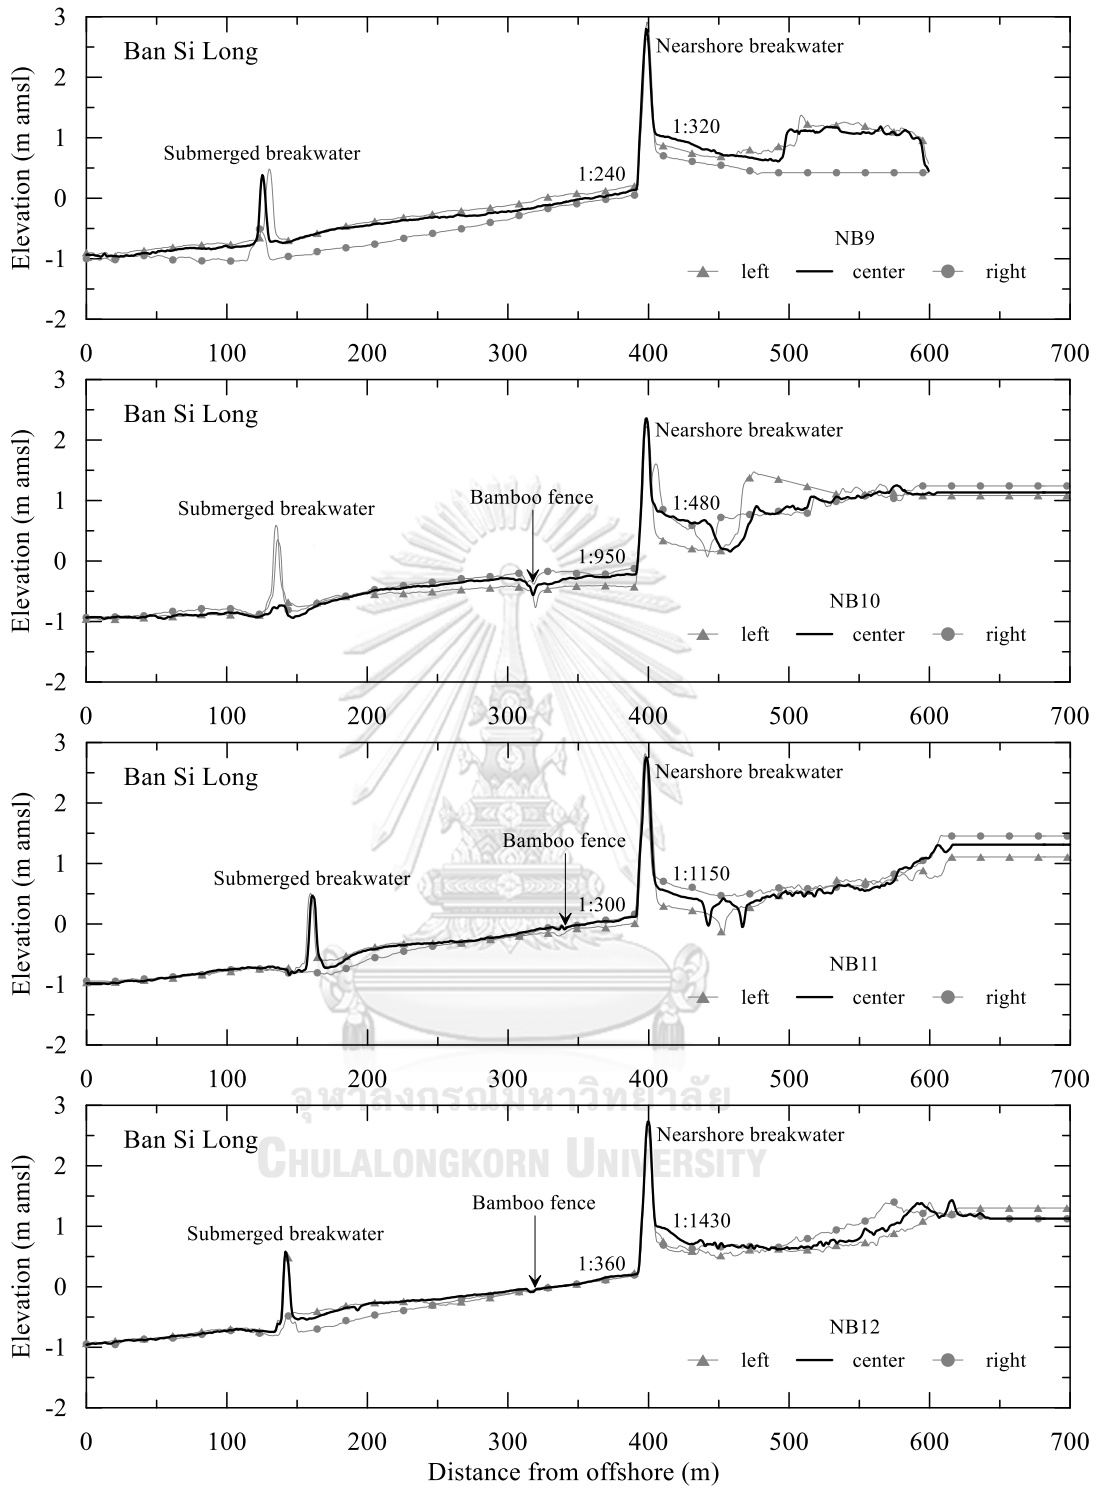 Ban Si Long
Nearshore breakwater
Submerged breakwater
1:320
1:240
NB9
left center right
Elevation (m amsl)
3
2
1
0
-1
-2
0 100 200 300 400 500 600 700
Ban Si Long
Nearshore breakwater
Bamboo fence
Submerged breakwater
1:480
1:950
NB10
left center right
Elevation (m amsl)
3
2
1
0
-1
-2
0 100 200 300 400 500 600 700
Ban Si Long
Nearshore breakwater
Bamboo fence
Submerged breakwater
1:1150
1:300
NB11
left center right
Elevation (m amsl)
3
2
1
0
-1
-2
0 100 200 300 400 500 600 700
จุฬาลงกรณ์มหาวิทยาลัย
Ban Si Long
Nearshore breakwater
CHULALONGKORN UNIVERSITY
Bamboo fence
Submerged breakwater
1:1430
1:360
NB12
left center right
Elevation (m amsl)
3
2
1
0
-1
-2
0 100 200 300 400 500 600 700
Distance from offshore (m)